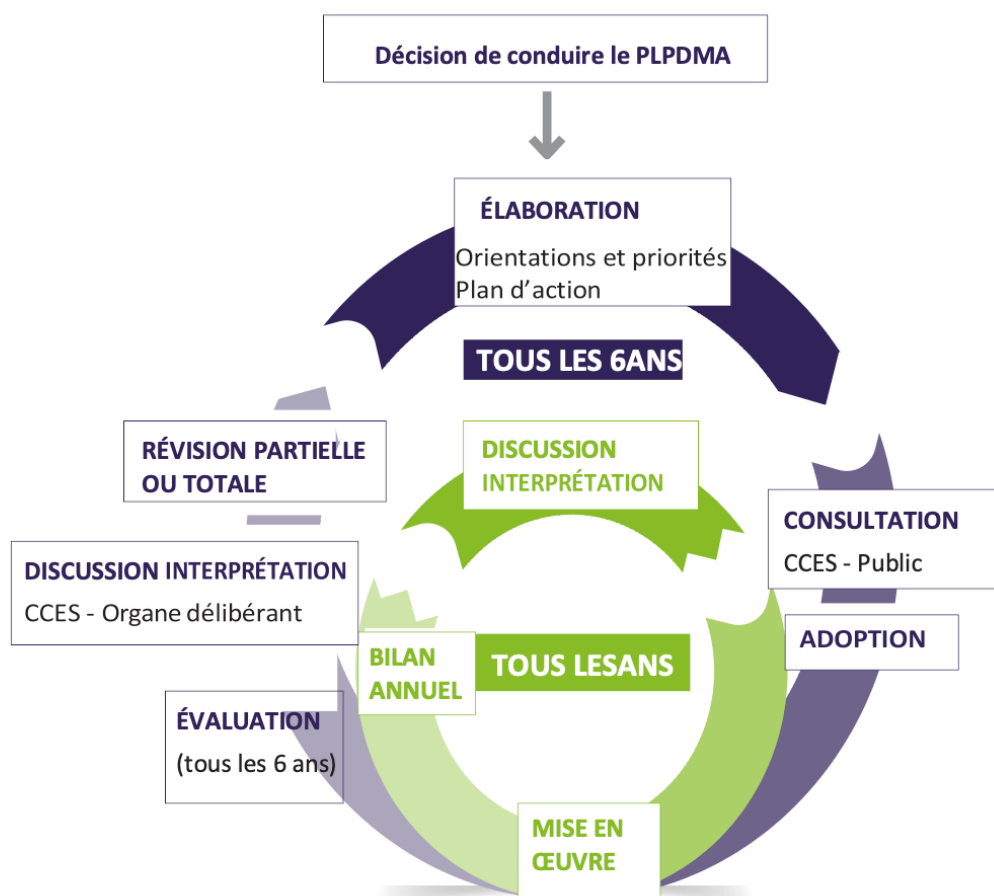 Décision de conduire le PLPDMA
ÉLABORATION
Orientations et priorités
Plan d’action
TOUS LES 6ANS
RÉVISION PARTIELLE
OU TOTALE
DISCUSSION
INTERPRÉTATION
CONSULTATION
CCES - Public
DISCUSSION INTERPRÉTATION
CCES - Organe délibérant
ADOPTION
BILAN
ANNUEL
TOUS LESANS
ÉVALUATION
(tous les 6 ans)
MISE EN
ŒUVRE